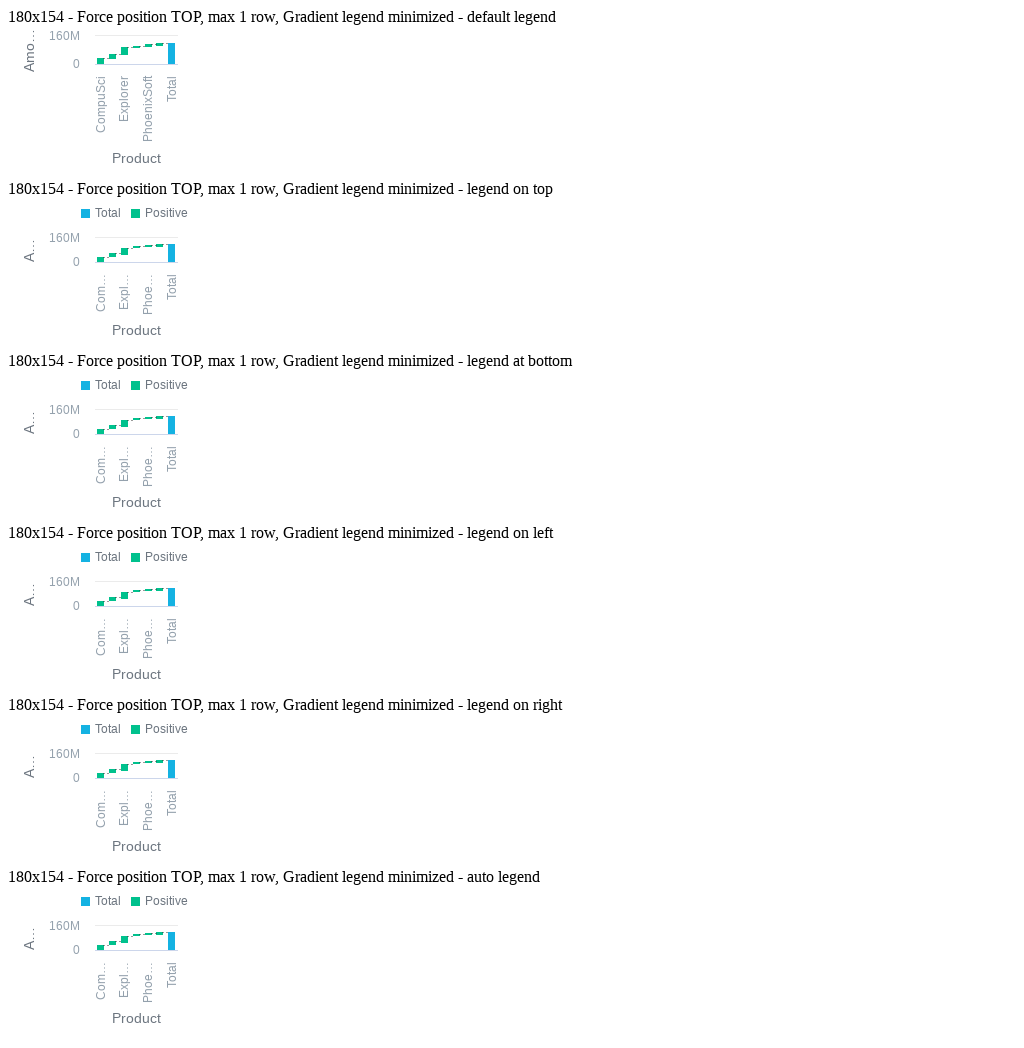 180x154 - Force position TOP, max 1 row, Gradient legend minimized - default legend
Amo…
160M
0
CompuSci
Explorer
PhoenixSoft
Total
Product
180x154 - Force position TOP, max 1 row, Gradient legend minimized - legend on top
Total Positive
A…
160M
0
Com…
Expl…
Phoe…
Total
Product
180x154 - Force position TOP, max 1 row, Gradient legend minimized - legend at bottom
Total Positive
A…
160M
0
Com…
Expl…
Phoe…
Total
Product
180x154 - Force position TOP, max 1 row, Gradient legend minimized - legend on left
Total Positive
A…
160M
0
Com…
Expl…
Phoe…
Total
Product
180x154 - Force position TOP, max 1 row, Gradient legend minimized - legend on right
Total Positive
A…
160M
0
Com…
Expl…
Phoe…
Total
Product
180x154 - Force position TOP, max 1 row, Gradient legend minimized - auto legend
Total Positive
A…
160M
0
Com…
Expl…
Phoe…
Total
Product